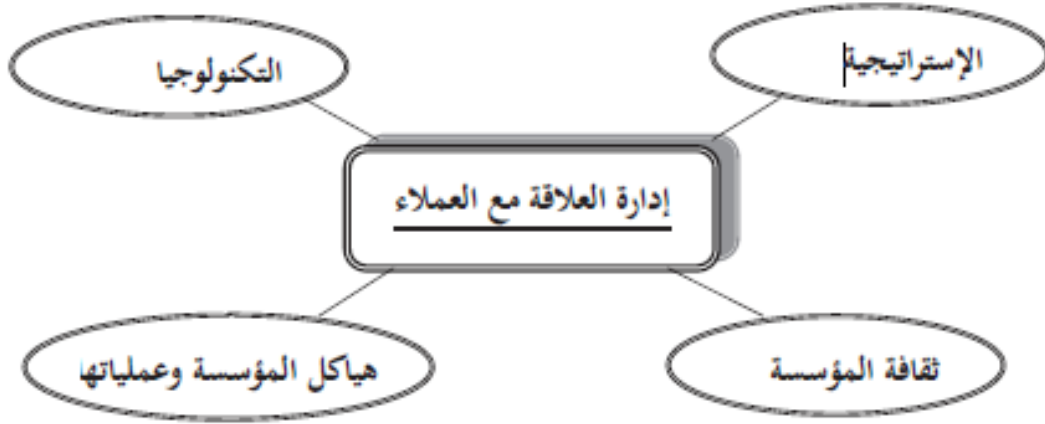 الإستراتيجية
التكنولوجيا
إدارة العلاقة مع العملاء
ثقافة المؤسسة
هياكل المؤسسة وعملياتها